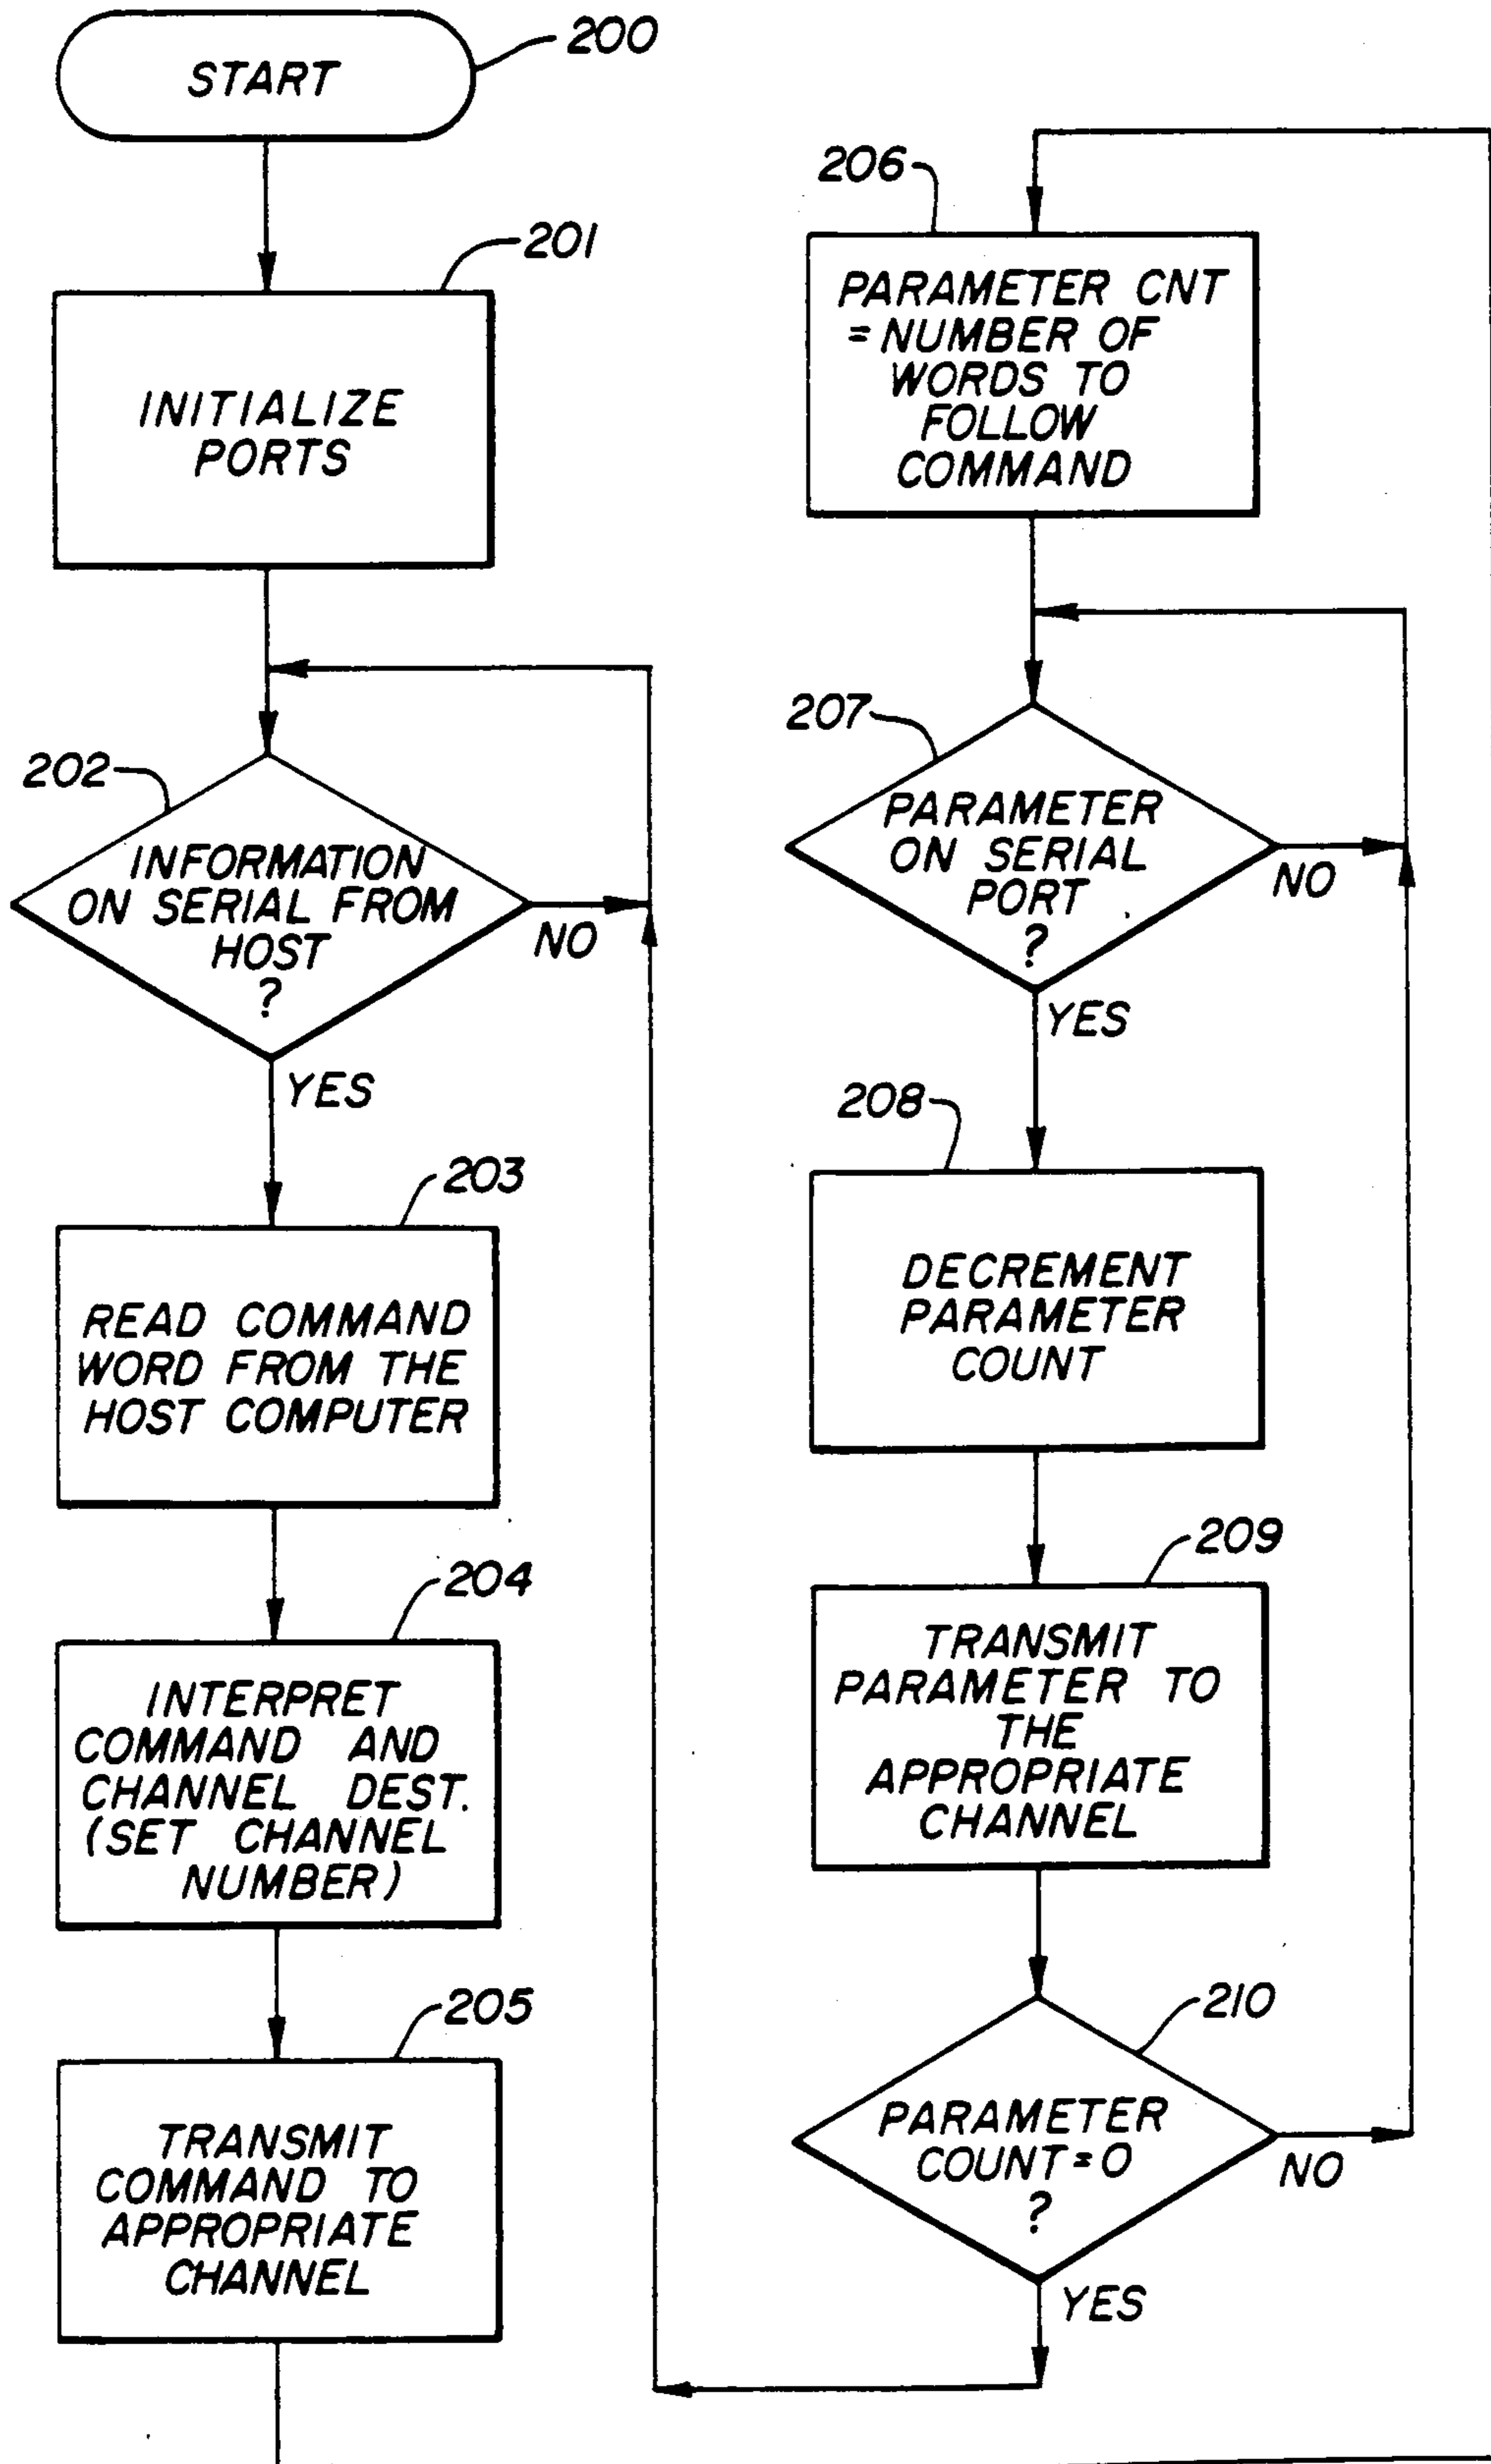 START
200
201
INITIALIZE
PORTS
202
INFORMATION
ON SERIAL FROM
HOST
?
NO
YES
203
READ COMMAND
WORD FROM THE
HOST COMPUTER
204
INTERPRET
COMMAND AND
CHANNEL DEST.
(SET CHANNEL
NUMBER)
205
TRANSMIT
COMMAND TO
APPROPRIATE
CHANNEL
206
PARAMETER CNT
=NUMBER OF
WORDS TO
FOLLOW
COMMAND
207
PARAMETER
ON SERIAL
PORT
?
NO
YES
208
DECREMENT
PARAMETER
COUNT
209
TRANSMIT
PARAMETER TO
THE
APPROPRIATE
CHANNEL
210
PARAMETER
COUNT=0
?
NO
YES